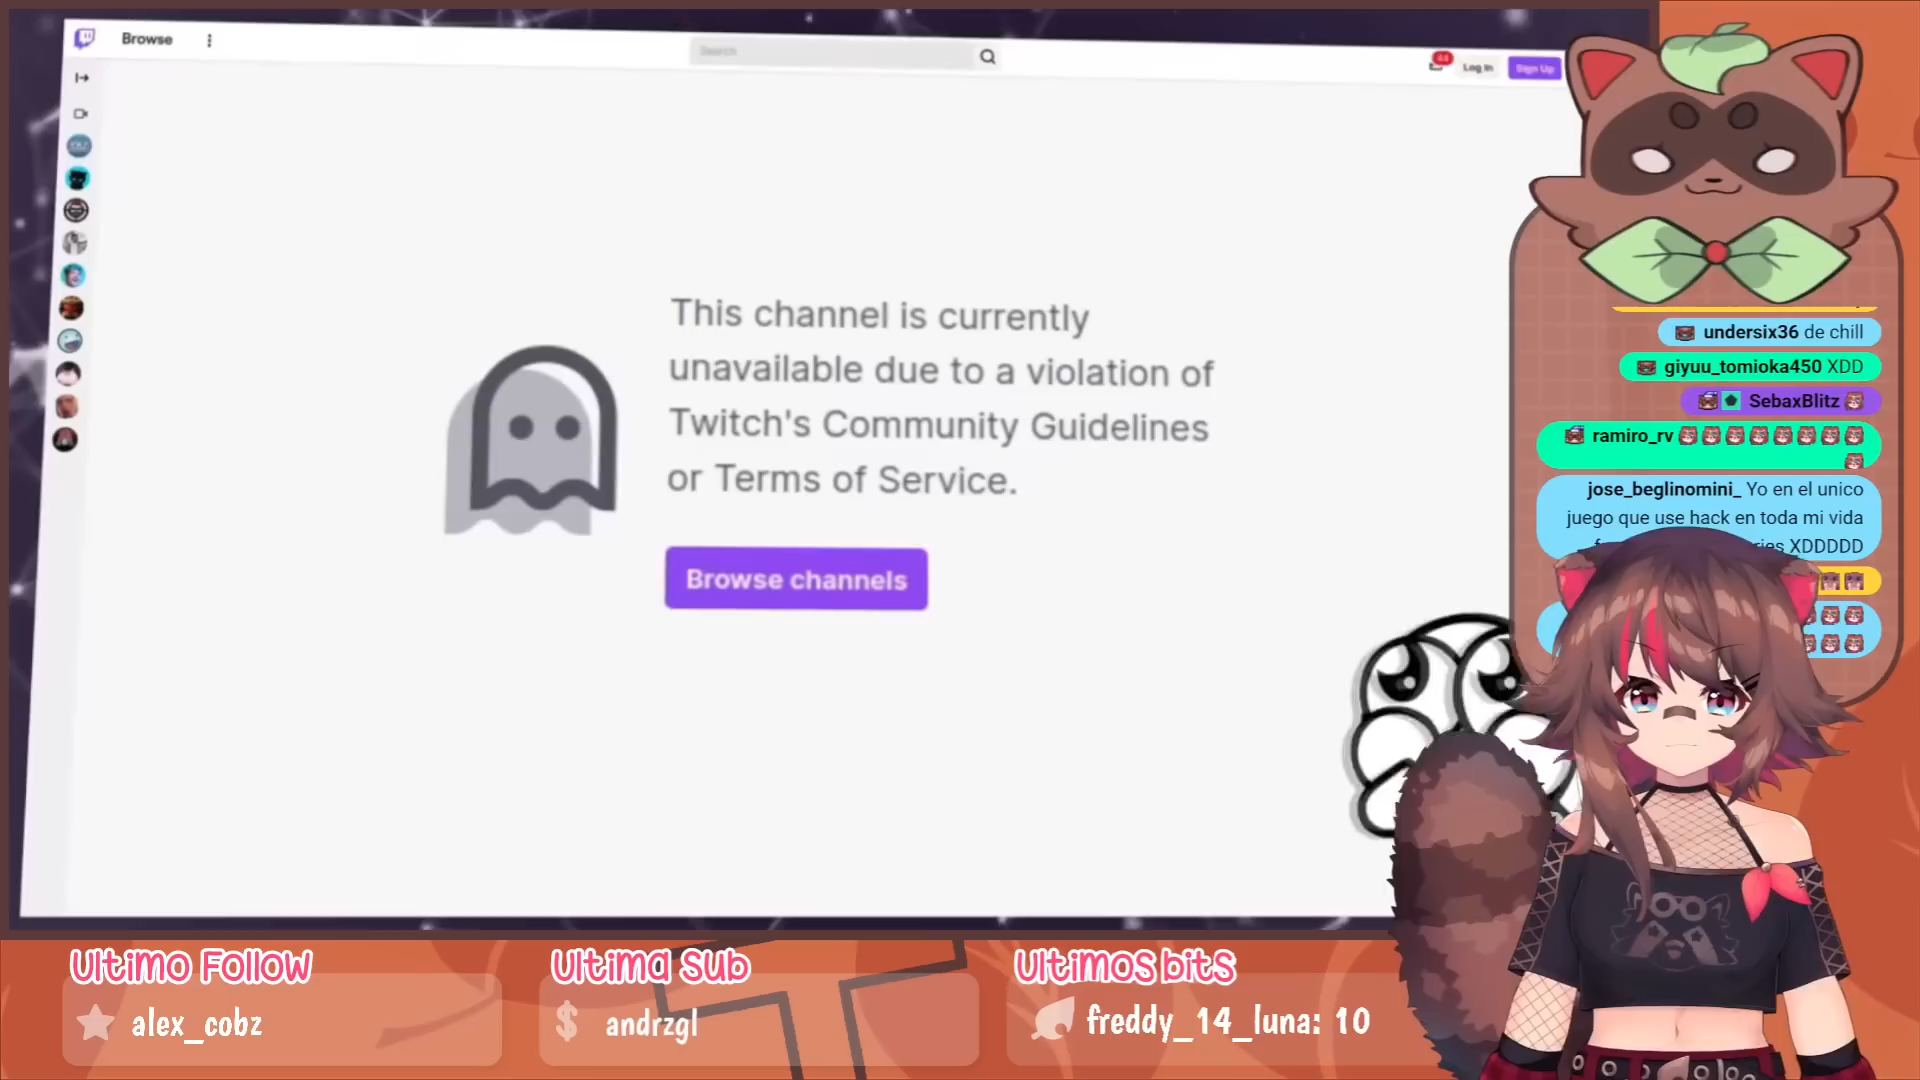 Browse
Search
Log In
Sign Up
This channel is currently
unavailable due to a violation of
Twitch's Community Guidelines
or Terms of Service.
Browse channels
undersix36 de chill
giyuu_tomioka450 XDD
SebaxBlitz
ramiro_rv
jose_beglinomini_ Yo en el unico
juego que use hack en toda mi vida
XDDDDD
Ultimo Follow
alex_cobz
Ultima Sub
andrzgl
Ultimos bits
freddy_14_luna: 10